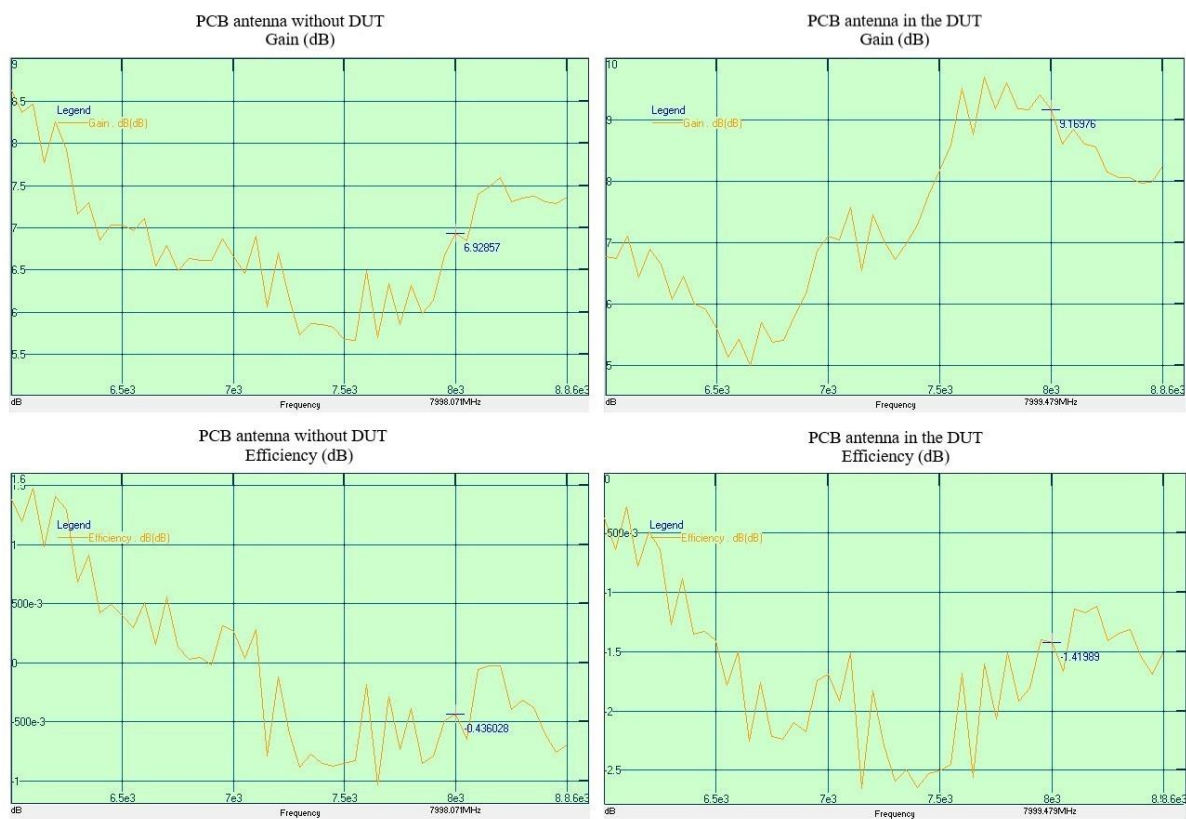 PCB antenna without DUT
Gain (dB)
9
8.5
8
7.5
7
6.5
6
5.5
Legend
Gain . dB(dB)
6.92857
6.5e3
7e3
7.5e3
8e3
8.8.6e3
dB
Frequency
7998.071MHz
PCB antenna in the DUT
Gain (dB)
10
9
8
7
6
5
Legend
Gain . dB(dB)
9.16976
6.5e3
7e3
7.5e3
8e3
8.8.6e3
dB
Frequency
7999.479MHz
PCB antenna without DUT
Efficiency (dB)
1.6
1.5
1
500e-3
0
-500e-3
-1
Legend
Efficiency . dB(dB)
-0.436028
6.5e3
7e3
7.5e3
8e3
8.8.6e3
dB
Frequency
7998.071MHz
PCB antenna in the DUT
Efficiency (dB)
0
-500e-3
-1
-1.5
-2
-2.5
Legend
Efficiency . dB(dB)
-1.41989
6.5e3
7e3
7.5e3
8e3
8.8.6e3
dB
Frequency
7999.479MHz